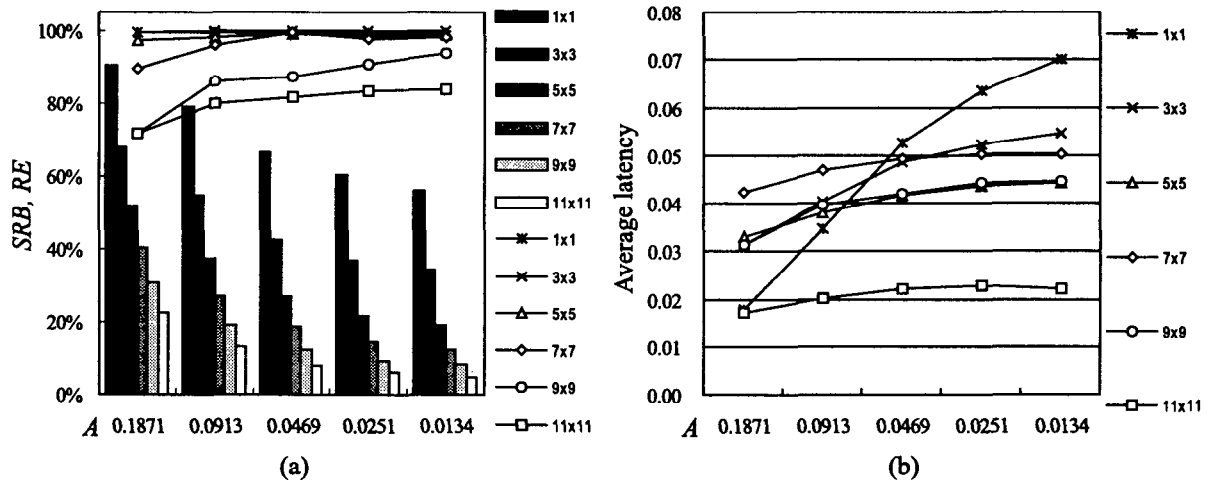 100%
80%
60%
40%
20%
0%
SRB, RE
A 0.1871 0.0913 0.0469 0.0251 0.0134
(a)
1x1
3x3
5x5
7x7
9x9
11x11
1x1
3x3
5x5
7x7
9x9
11x11
0.08
0.07
0.06
0.05
0.04
0.03
0.02
0.01
0.00
Average latency
A 0.1871 0.0913 0.0469 0.0251 0.0134
(b)
1x1
3x3
5x5
7x7
9x9
11x11